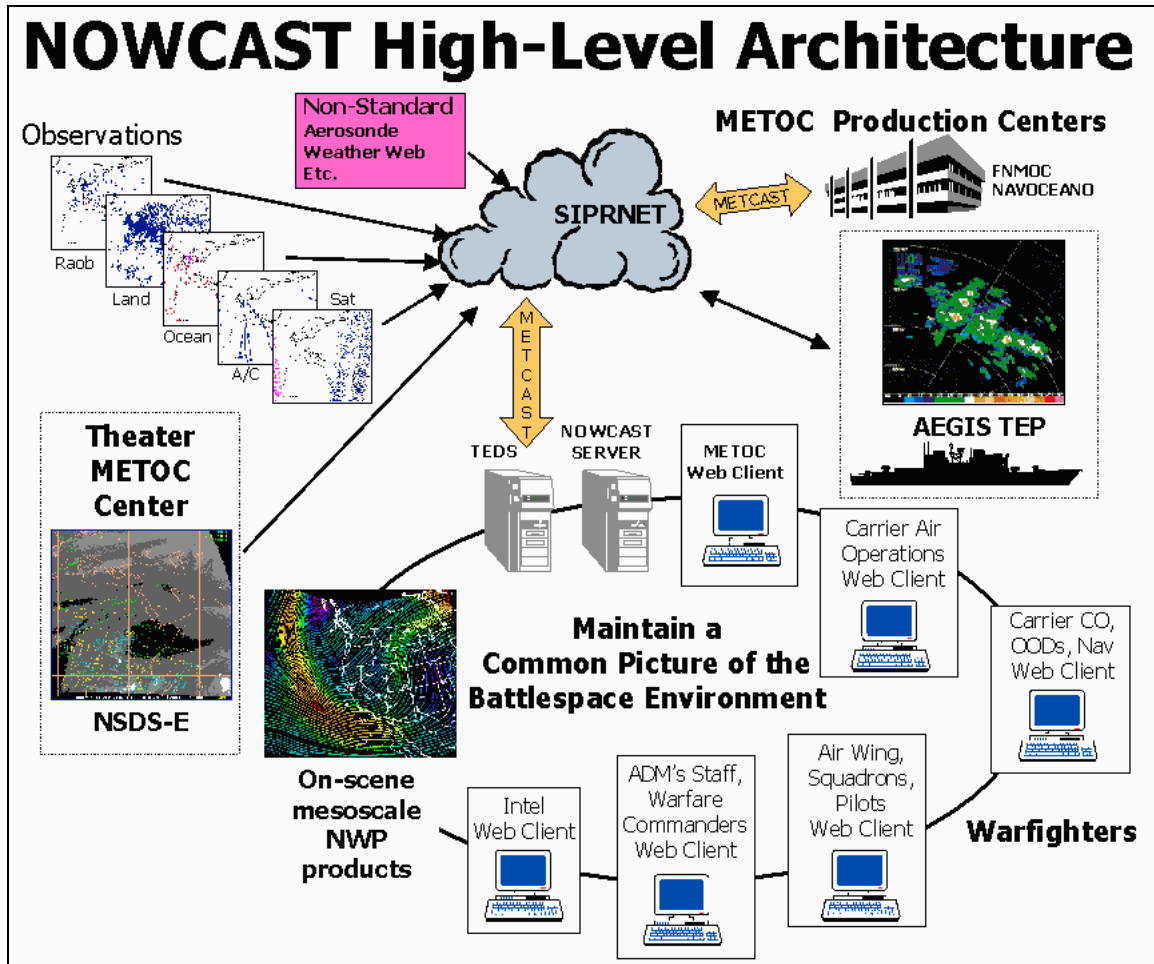 NOWCAST High-Level Architecture
Observations
Raob
Land
Ocean
A/C
Sat
Non-Standard
Aerosonde
Weather Web
Etc.
SIPRNET
METCAST
METOC Production Centers
FNMOC
NAVOCEANO
AEGIS TEP
METCAST
Theater
METOC
Center
NSDS-E
TEDS
NOWCAST
SERVER
METOC
Web Client
Carrier Air
Operations
Web Client
Carrier CO,
OODs, Nav
Web Client
Maintain a
Common Picture of the
Battlespace Environment
On-scene
mesoscale
NWP
products
Intel
Web Client
ADM's Staff,
Warfare
Commanders
Web Client
Air Wing,
Squadrons,
Pilots
Web Client
Warfighters